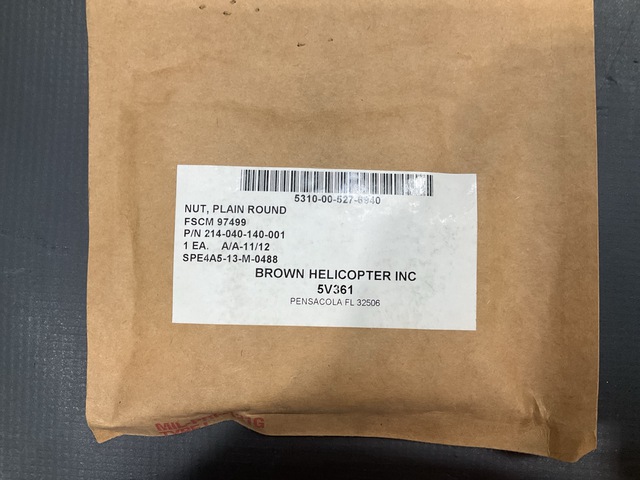 5310-00-527-6940
NUT, PLAIN ROUND
FSCM 97499
P/N 214-040-140-001
1 EA. A/A-11/12
SPE4A5-13-M-0488
BROWN HELICOPTER INC
5V361
PENSACOLA FL 32506